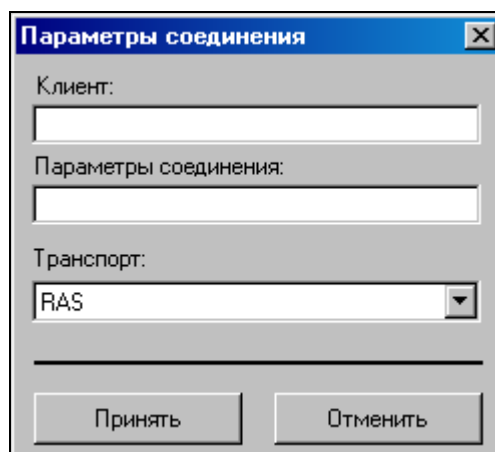 Параметры соединения
Клиент:
Параметры соединения:
Транспорт:
RAS
Принять Отменить